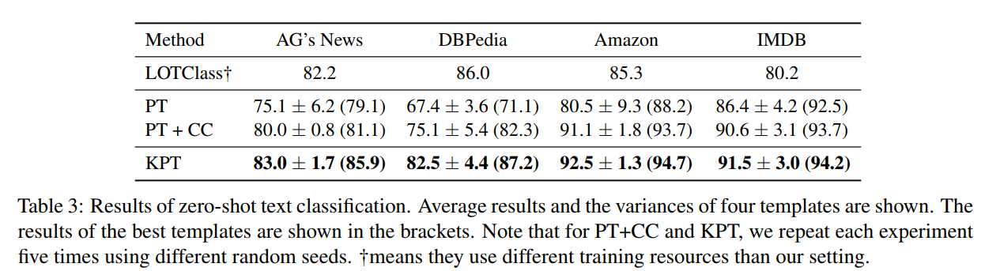 Method AG's News DBPedia Amazon IMDB
LOTClass† 82.2 86.0 85.3 80.2
PT 75.1 ± 6.2 (79.1) 67.4 ± 3.6 (71.1) 80.5 ± 9.3 (88.2) 86.4 ± 4.2 (92.5)
PT + CC 80.0 ± 0.8 (81.1) 75.1 ± 5.4 (82.3) 91.1 ± 1.8 (93.7) 90.6 ± 3.1 (93.7)
KPT 83.0 ± 1.7 (85.9) 82.5 ± 4.4 (87.2) 92.5 ± 1.3 (94.7) 91.5 ± 3.0 (94.2)
Table 3: Results of zero-shot text classification. Average results and the variances of four templates are shown. The
results of the best templates are shown in the brackets. Note that for PT+CC and KPT, we repeat each experiment
five times using different random seeds. †means they use different training resources than our setting.